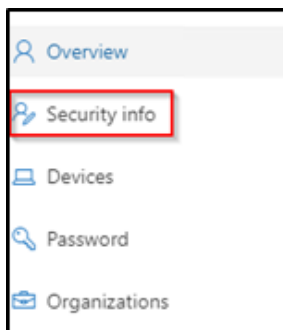 Overview
Security info
Devices
Password
Organizations